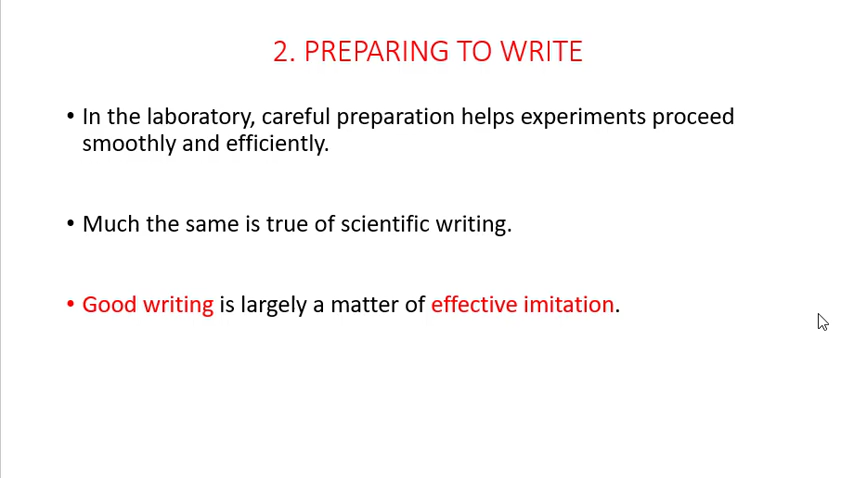 2. PREPARING TO WRITE
• In the laboratory, careful preparation helps experiments proceed
smoothly and efficiently.
• Much the same is true of scientific writing.
• Good writing is largely a matter of effective imitation.